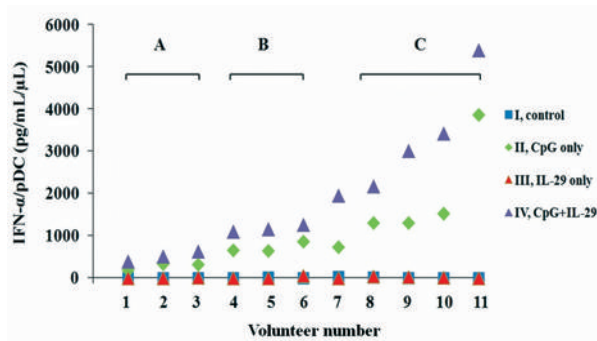 A B C
6000
5000
4000
3000
2000
1000
0
IFN-α/pDC (pg/mL/μL)
1 2 3 4 5 6 7 8 9 10 11
Volunteer number
I, control
II, CpG only
III, IL-29 only
IV, CpG+IL-29